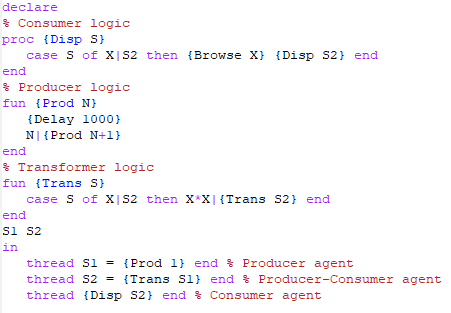 declare
% Consumer logic
proc {Disp S}
   case S of X|S2 then {Browse X} {Disp S2} end
end
% Producer logic
fun {Prod N}
   {Delay 1000}
   N|{Prod N+1}
end
% Transformer logic
fun {Trans S}
   case S of X|S2 then X*X|{Trans S2} end
end
S1 S2
in
   thread S1 = {Prod 1} end % Producer agent
   thread S2 = {Trans S1} end % Producer-Consumer agent
   thread {Disp S2} end % Consumer agent